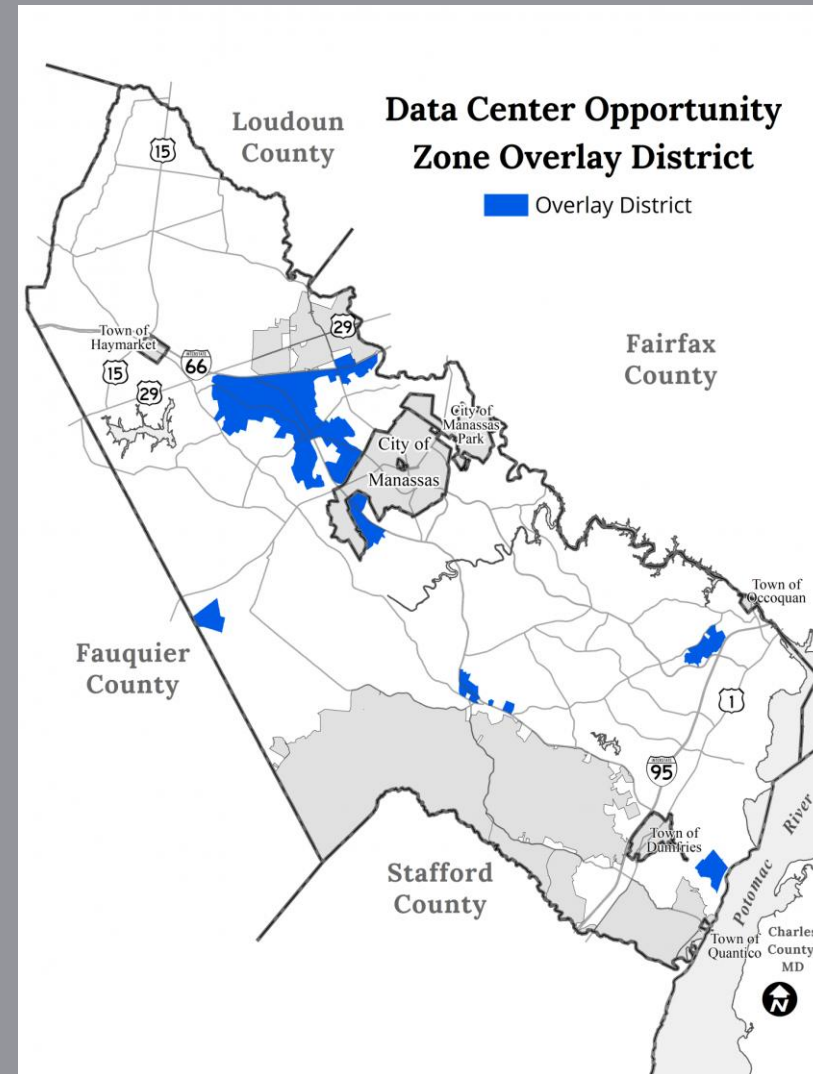 Data Center Opportunity
Zone Overlay District
Overlay District
Loudoun
County
15
29
Town of
Haymarket
66
15
29
Fairfax
County
City of
Manassas
Park
City of
Manassas
Town of
Occoquan
Fauquier
County
1
95
Town of
Dumfries
Stafford
County
Potomac River
Town of
Quantico
Charles
County
MD
N